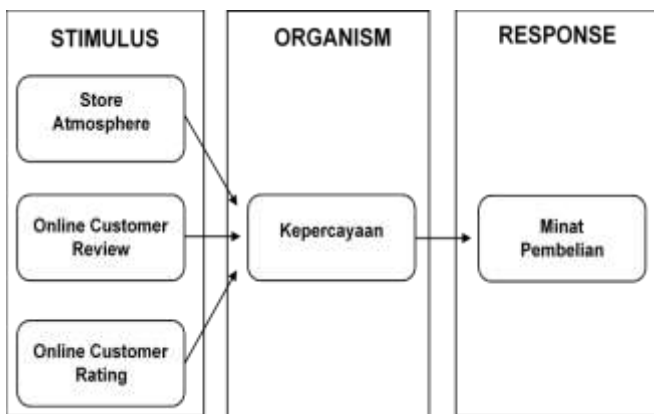 STIMULUS
Store
Atmosphere
Online Customer
Review
Online Customer
Rating
ORGANISM
Kepercayaan
RESPONSE
Minat
Pembelian